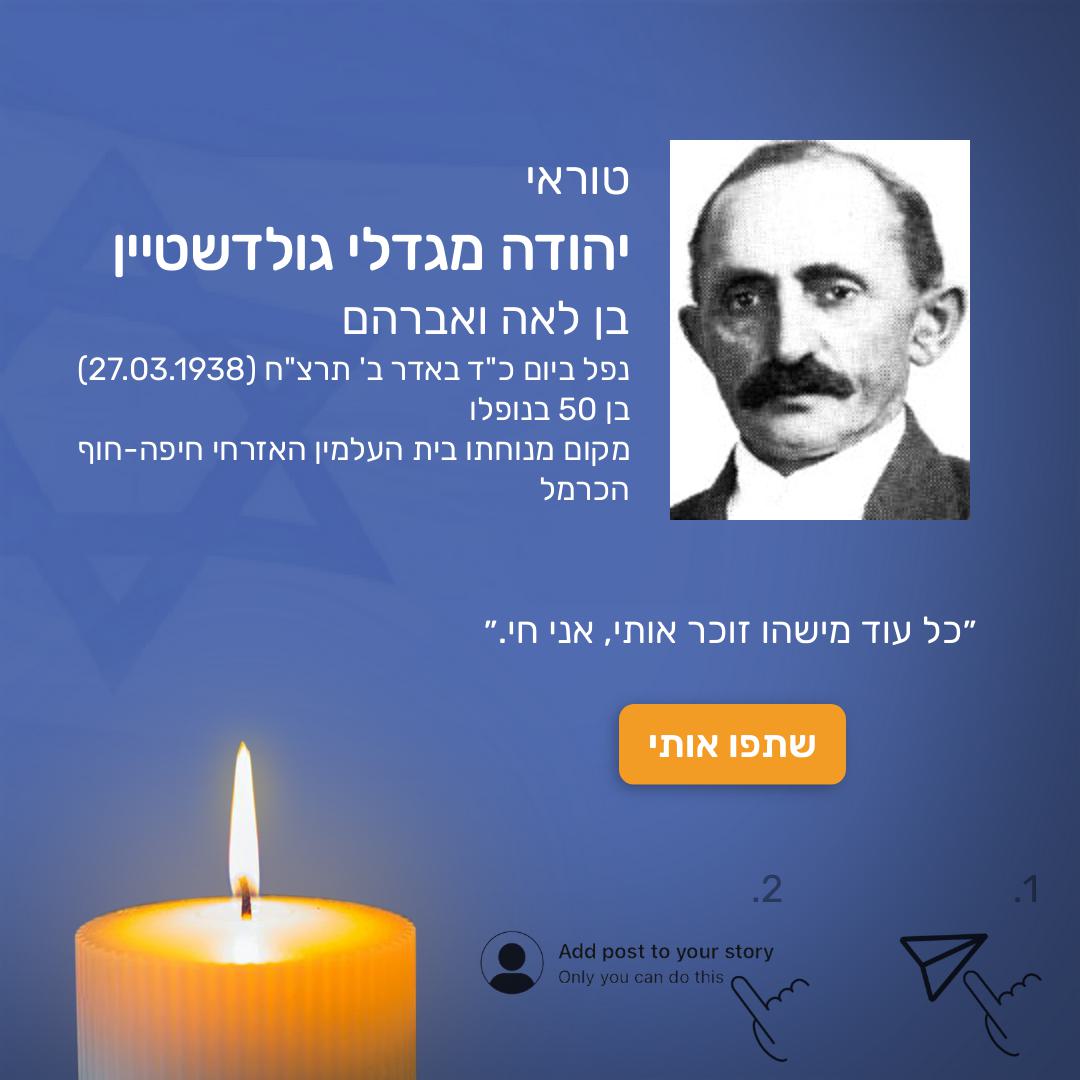 טוראי
יהודה מגדלי גולדשטיין
בן לאה ואברהם
נפל ביום כ"ד באדר ב' תרצ"ח (27.03.1938)
בן 50 בנופלו
מקום מנוחתו בית העלמין האזרחי חיפה-חוף
הכרמל
״כל עוד מישהו זוכר אותי, אני חי.״
שתפו אותי
.1
.2
Add post to your story
Only you can do this